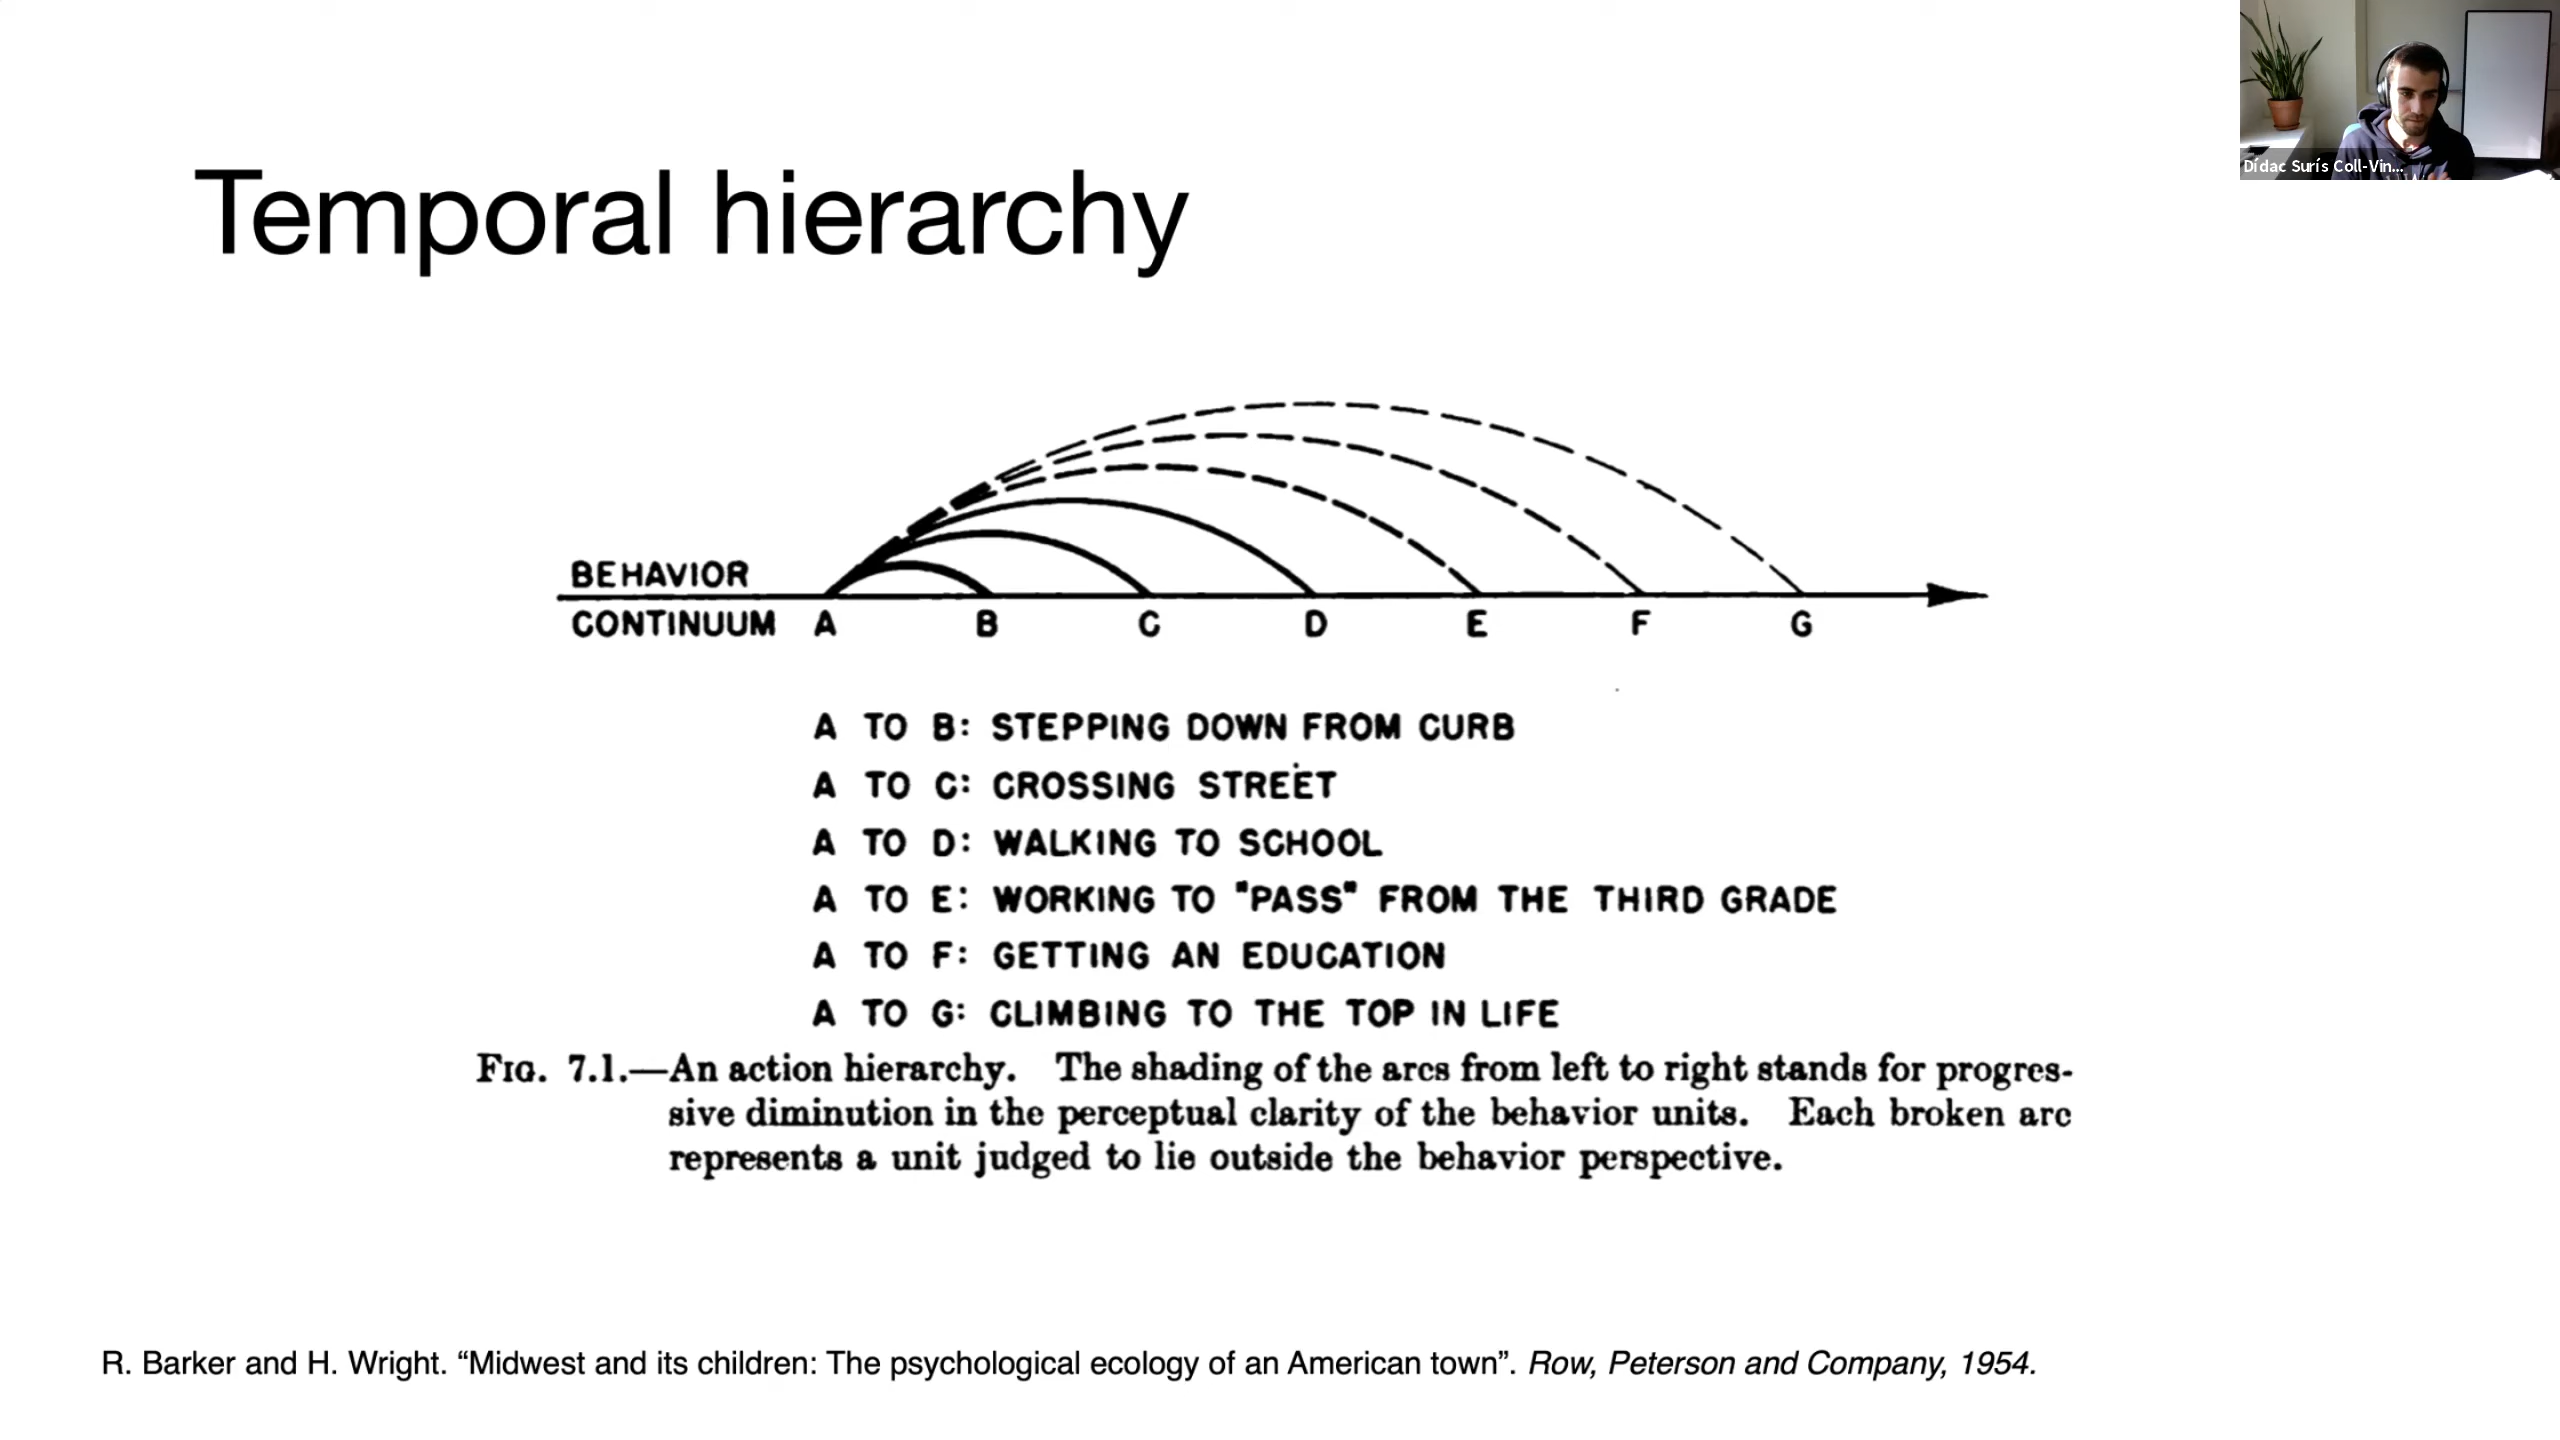 Temporal hierarchy
Dídac Surís Coll-Vin...
BEHAVIOR
CONTINUUM A B C D E F G
A TO B: STEPPING DOWN FROM CURB
A TO C: CROSSING STREET
A TO D: WALKING TO SCHOOL
A TO E: WORKING TO "PASS" FROM THE THIRD GRADE
A TO F: GETTING AN EDUCATION
A TO G: CLIMBING TO THE TOP IN LIFE
FIG. 7.1.—An action hierarchy. The shading of the arcs from left to right stands for progres-
sive diminution in the perceptual clarity of the behavior units. Each broken arc
represents a unit judged to lie outside the behavior perspective.
R. Barker and H. Wright. “Midwest and its children: The psychological ecology of an American town”. Row, Peterson and Company, 1954.